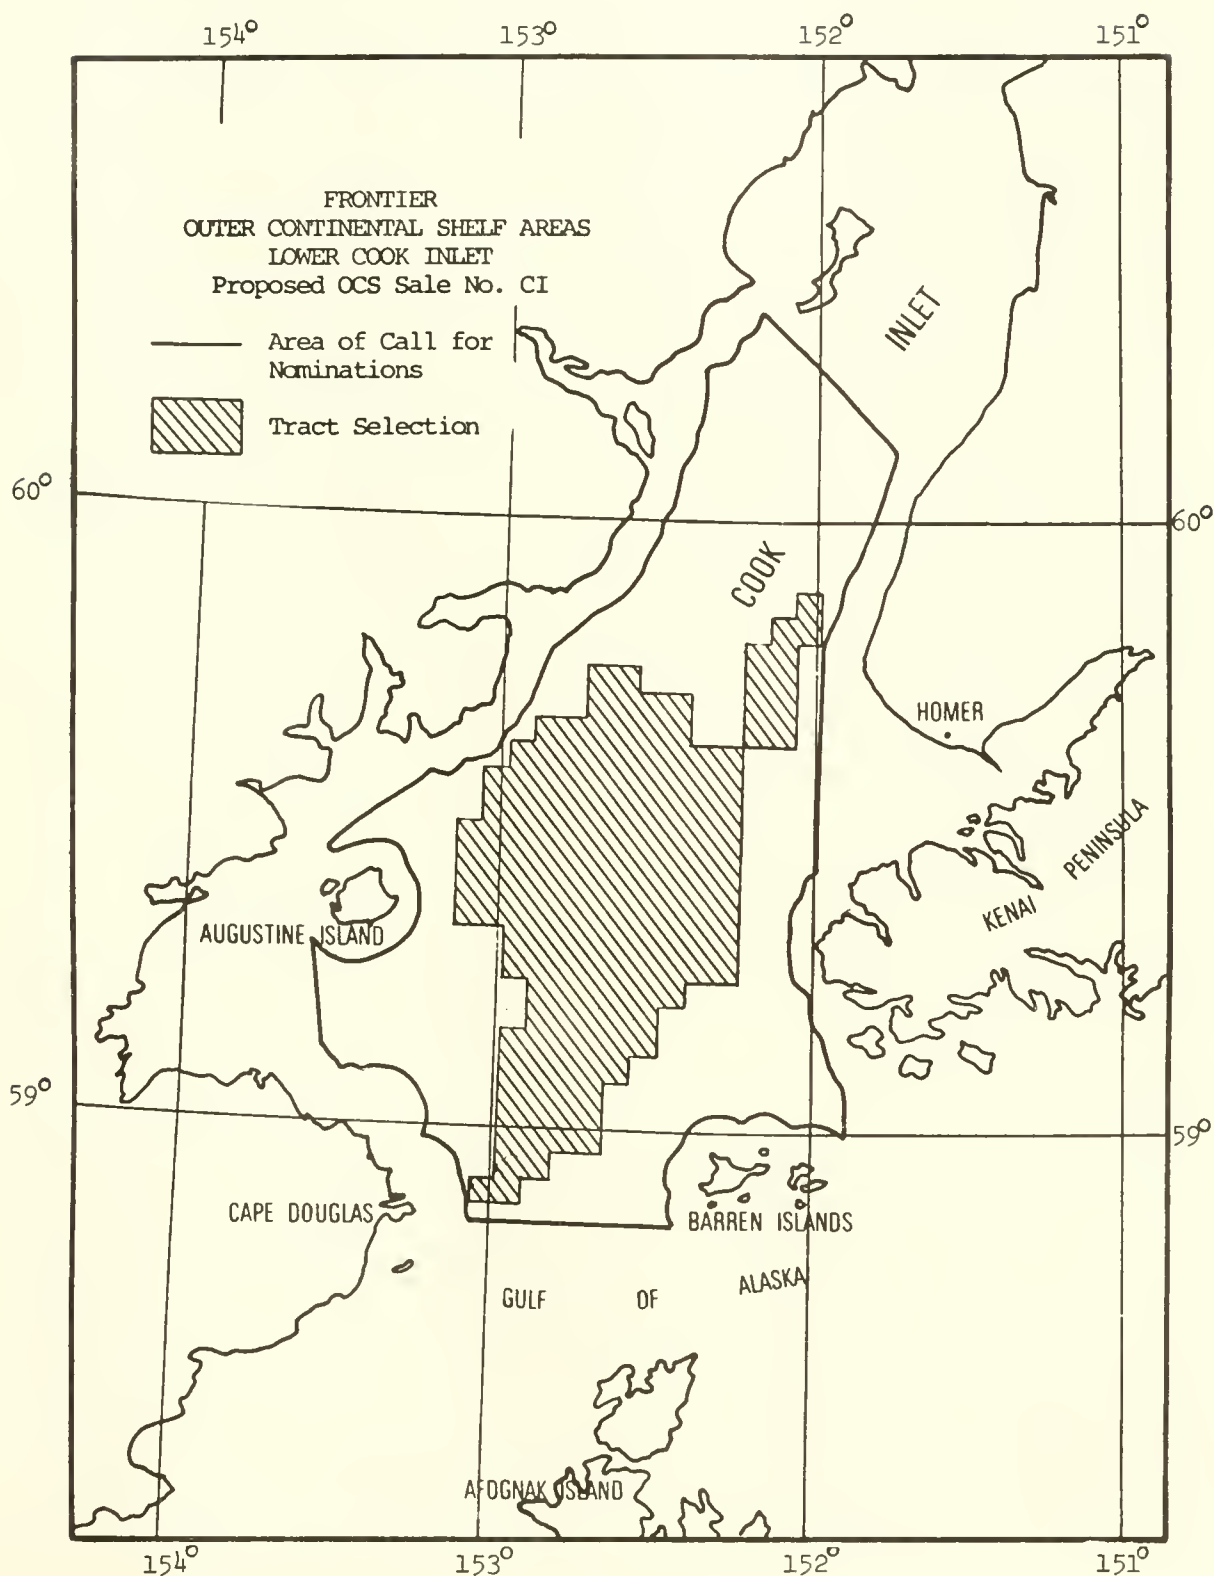 154° 153° 152° 151°
FRONTIER
OUTER CONTINENTAL SHELF AREAS
LOWER COOK INLET
Proposed OCS Sale No. CI
Area of Call for
Nominations
Tract Selection
INLET
60°
60°
COOK
HOMER
PENINSULA
KENAI
AUGUSTINE ISLAND
59°
59°
CAPE DOUGLAS
BARREN ISLANDS
GULF OF ALASKA
AFOGNAK ISLAND
154° 153° 152° 151°